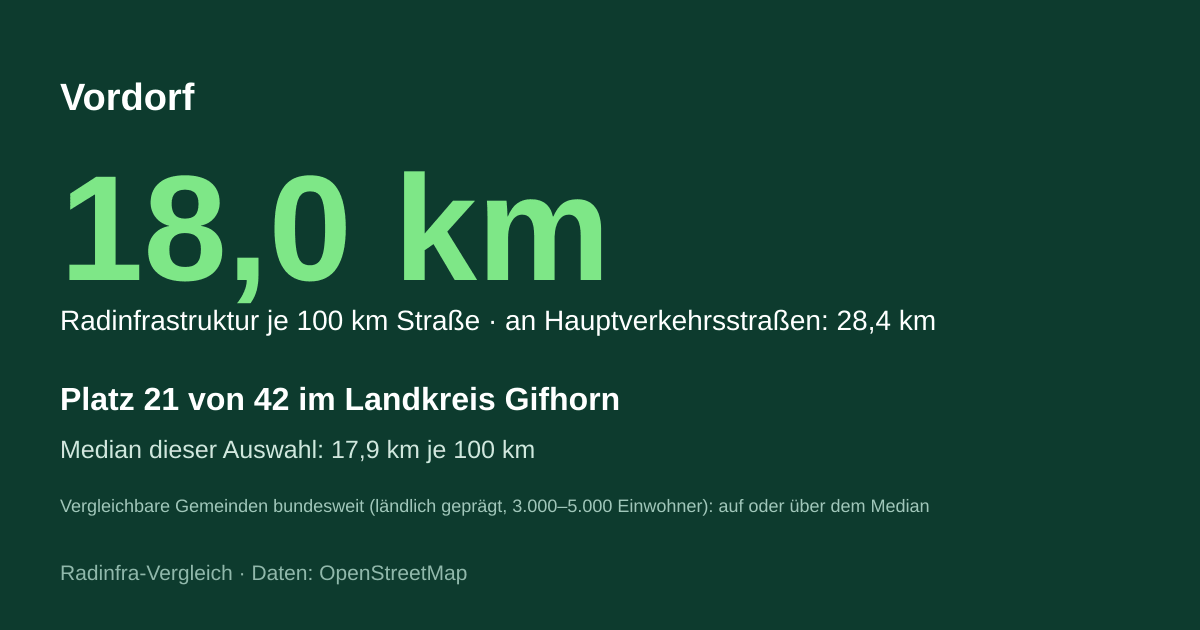 Vordorf
18,0 km
Radinfrastruktur je 100 km Straße · an Hauptverkehrsstraßen: 28,4 km
Platz 21 von 42 im Landkreis Gifhorn
Median dieser Auswahl: 17,9 km je 100 km
Vergleichbare Gemeinden bundesweit (ländlich geprägt, 3.000–5.000 Einwohner): auf oder über dem Median
Radinfra-Vergleich · Daten: OpenStreetMap